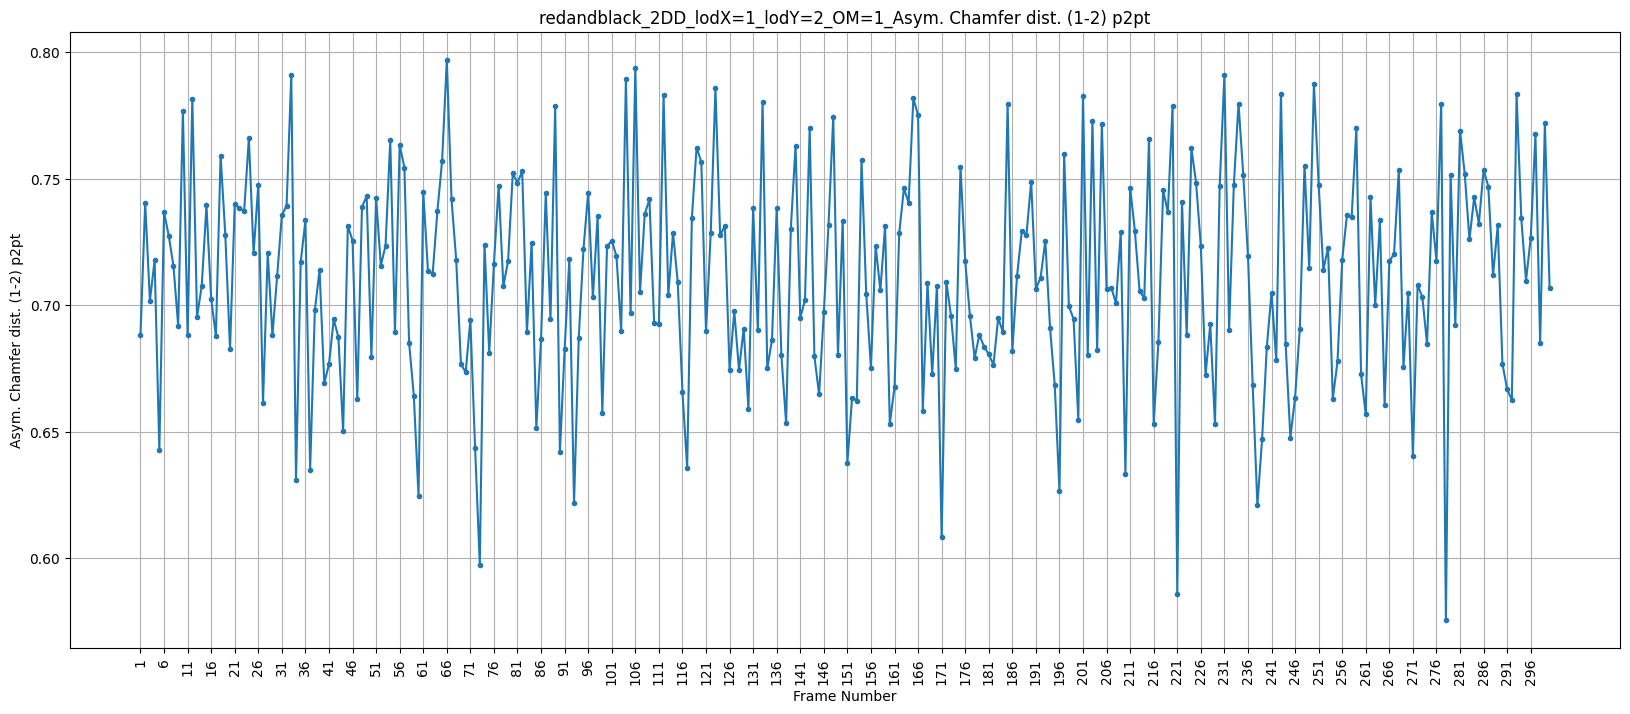 redandblack_2DD_lodX=1_lodY=2_OM=1_Asym. Chamfer dist. (1-2) p2pt
Asym. Chamfer dist. (1-2) p2pt
0.80
0.75
0.70
0.65
0.60
1 6 11 16 21 26 31 36 41 46 51 56 61 66 71 76 81 86 91 96 101 106 111 116 121 126 131 136 141 146 151 156 161 166 171 176 181 186 191 196 201 206 211 216 221 226 231 236 241 246 251 256 261 266 271 276 281 286 291 296
Frame Number